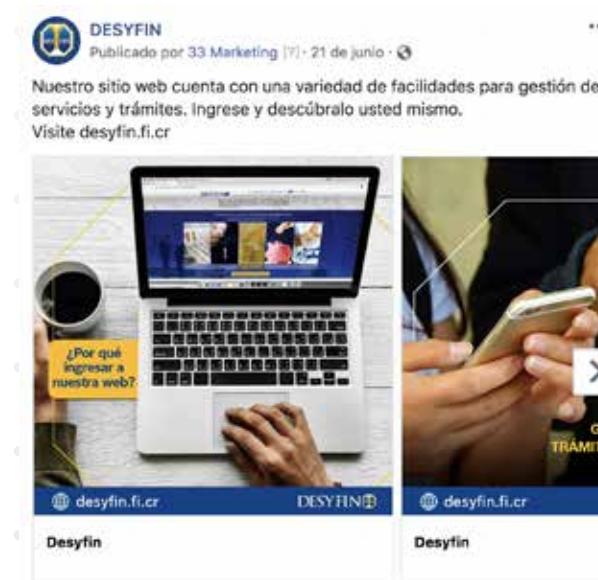 DESYFIN
Publicado por 33 Marketing [?] · 21 de junio ·
Nuestro sitio web cuenta con una variedad de facilidades para gestión de
servicios y trámites. Ingrese y descúbralo usted mismo.
Visite desyfin.fi.cr
¿Por qué
ingresar a
nuestra web?
desyfin.fi.cr
DESYFIN
Desyfin
G
TRÁMIT
desyfin.fi.cr
Desyfin